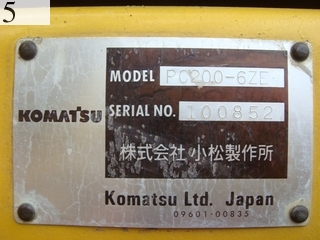 5
MODEL PC200-6ZE
KOMATSU
SERIAL NO. 100852
株式会社 小松製作所
Komatsu Ltd. Japan
09601-00835